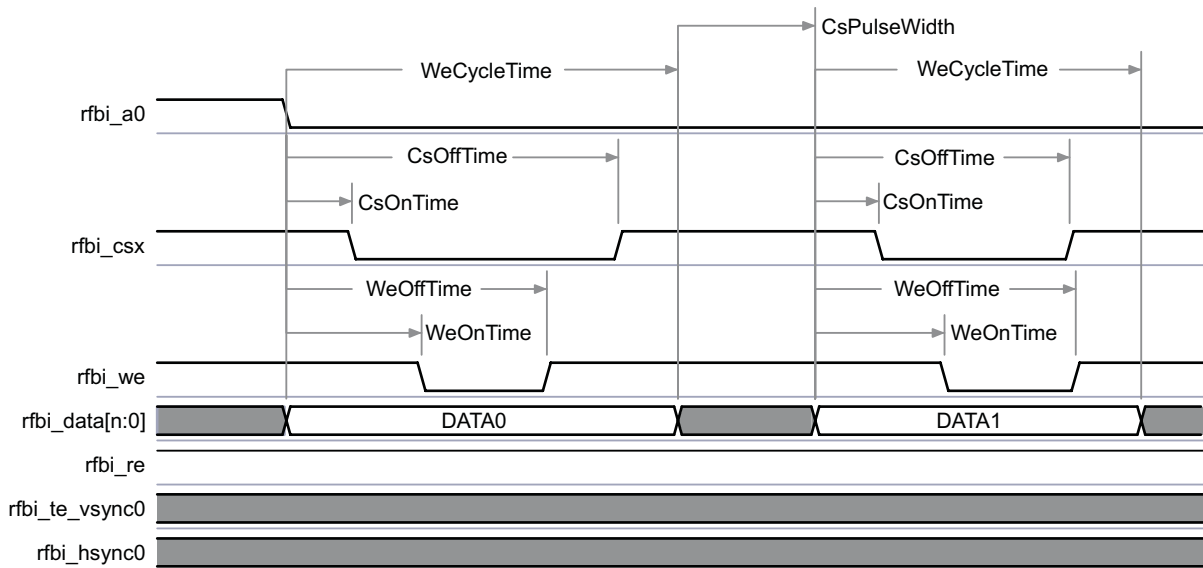 CsPulseWidth
WeCycleTime WeCycleTime
rfbi_a0
CsOffTime CsOffTime
CsOnTime CsOnTime
rfbi_csx
WeOffTime WeOffTime
WeOnTime WeOnTime
rfbi_we
rfbi_data[n:0] DATA0 DATA1
rfbi_re
rfbi_te_vsync0
rfbi_hsync0